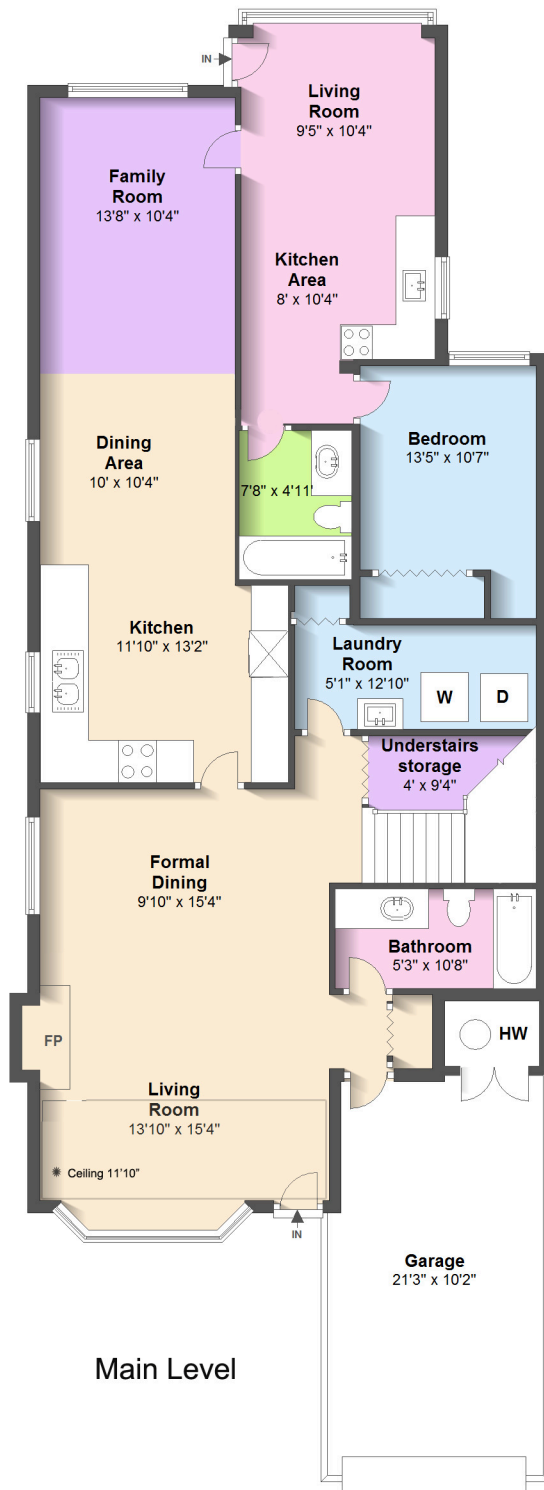 IN
Living
Room
9'5" x 10'4"
Family
Room
13'8" x 10'4"
Kitchen
Area
8' x 10'4"
Dining
Area
10' x 10'4"
Bedroom
13'5" x 10'7"
7'8" x 4'11'
Kitchen
11'10" x 13'2"
Laundry
Room
5'1" x 12'10"
W
D
Understairs
storage
4' x 9'4"
Formal
Dining
9'10" x 15'4"
Bathroom
5'3" x 10'8"
FP
HW
Living
Room
13'10" x 15'4"
Ceiling 11'10"
IN
Garage
21'3" x 10'2"
Main Level